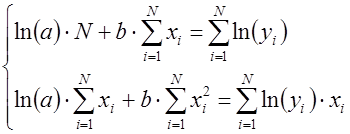 ln(a)·N + b·∑_{i=1}^{N} x_i = ∑_{i=1}^{N} ln(y_i)
ln(a)·∑_{i=1}^{N} x_i + b·∑_{i=1}^{N} x_i^2 = ∑_{i=1}^{N} ln(y_i)·x_i